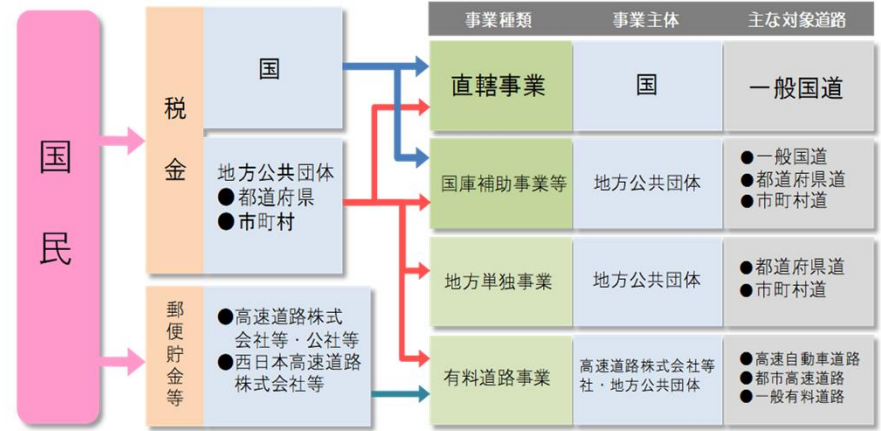 国民
税金
国
地方公共団体
●都道府県
●市町村
郵便貯金等
●高速道路株式
会社等・公社等
●西日本高速道路
株式会社等
事業種類 事業主体 主な対象道路
直轄事業 国 一般国道
国庫補助事業等 地方公共団体
●一般国道
●都道府県道
●市町村道
地方単独事業 地方公共団体
●都道府県道
●市町村道
有料道路事業
高速道路株式会社等
社・地方公共団体
●高速自動車道路
●都市高速道路
●一般有料道路